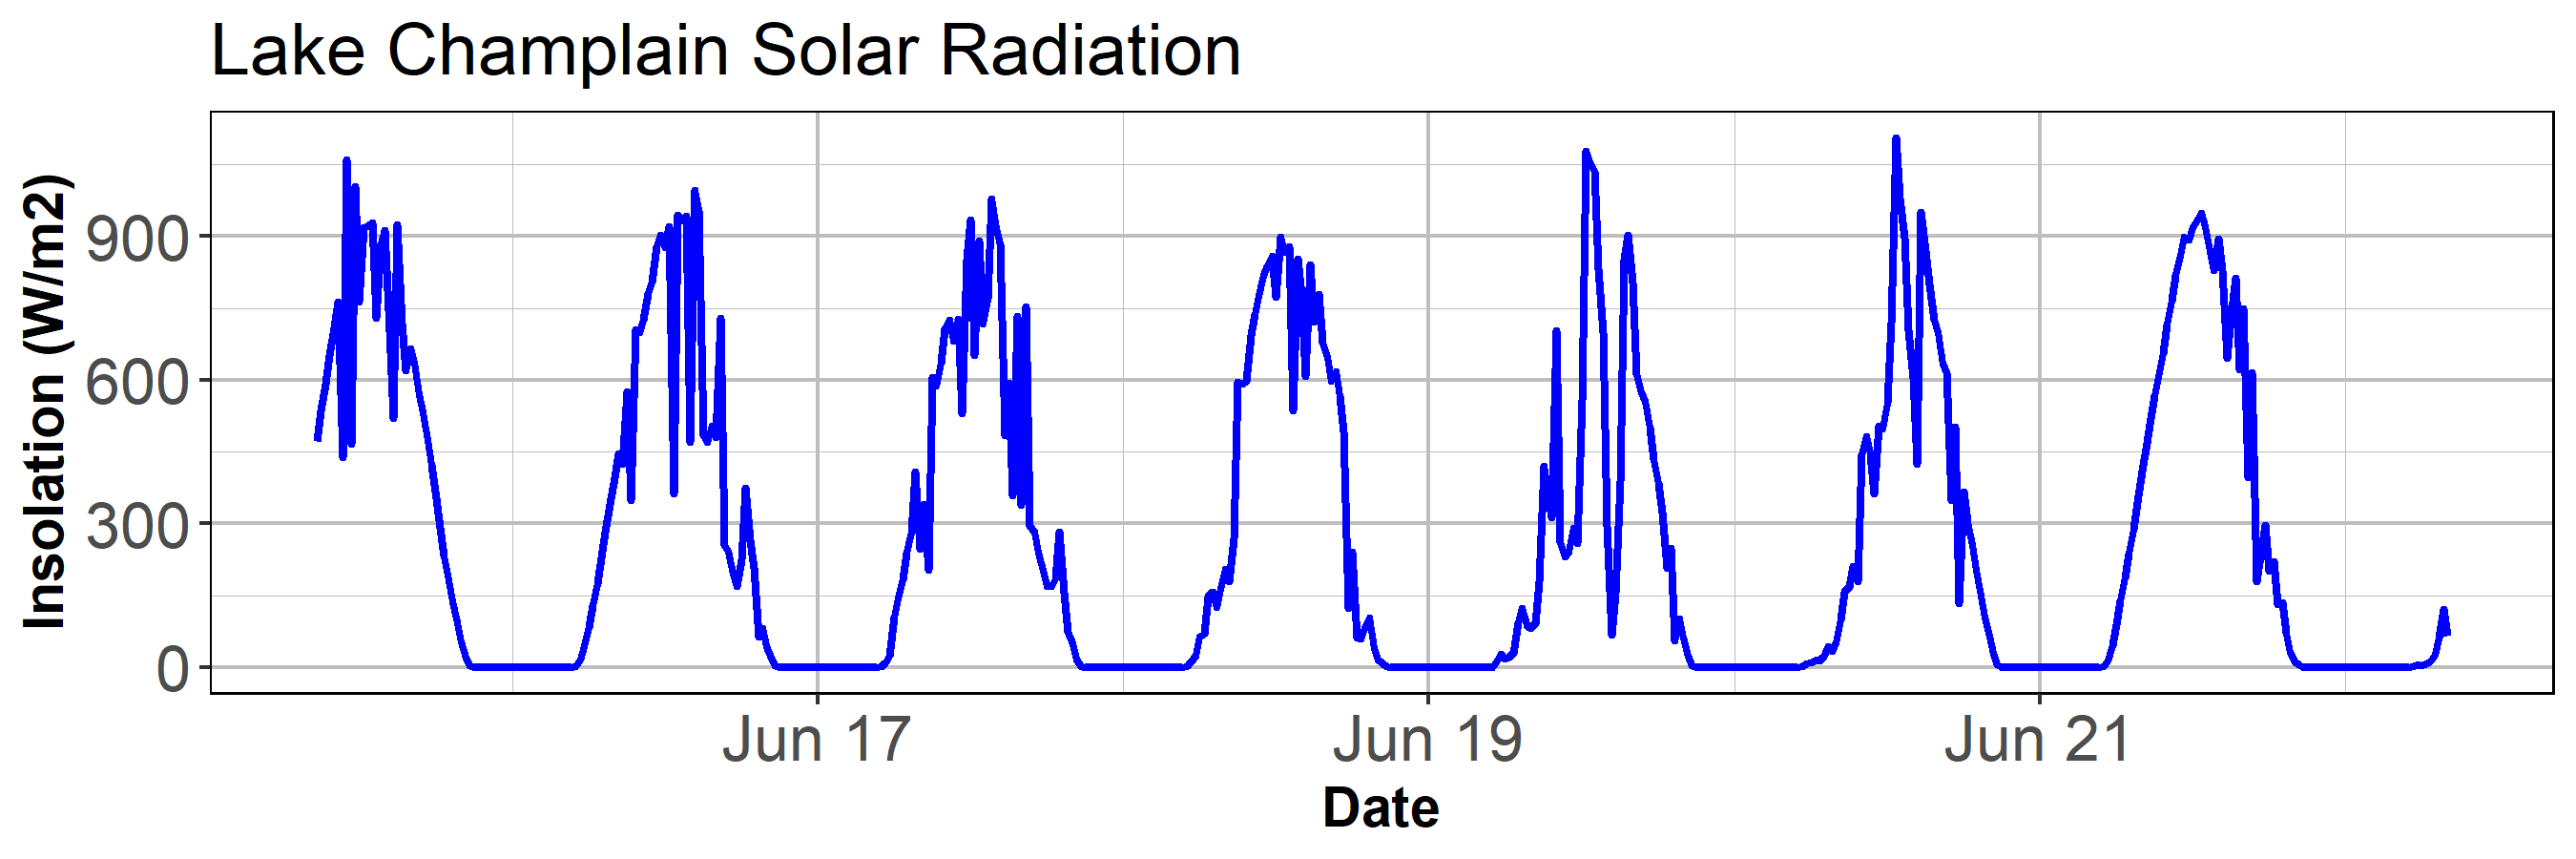 Lake Champlain Solar Radiation
Insolation (W/m2)
900
600
300
0
Jun 17
Jun 19
Jun 21
Date